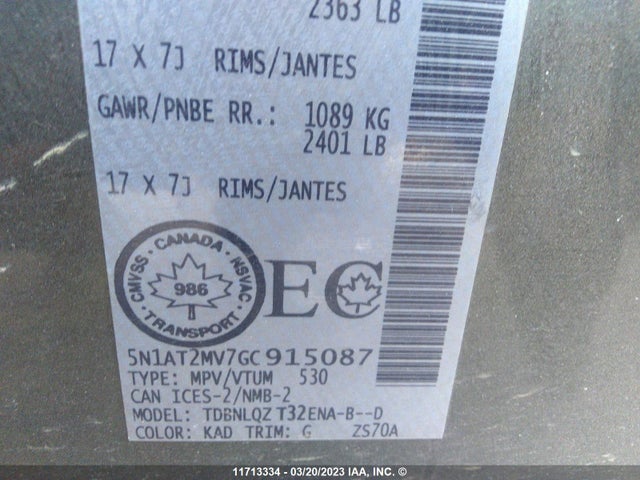 2363 LB
17 X 7J RIMS/JANTES
GAWR/PNBE RR.: 1089 KG
2401 LB
17 X 7J RIMS/JANTES
CMVSS · CANADA · NSVAC
986
TRANSPORT
EC
5N1AT2MV7GC915087
TYPE: MPV/VTUM 530
CAN ICES-2/NMB-2
MODEL: TDBNLQZ T32ENA-B--D
COLOR: KAD TRIM: G ZS70A
11713334 — 03/20/2023 IAA, INC. ©